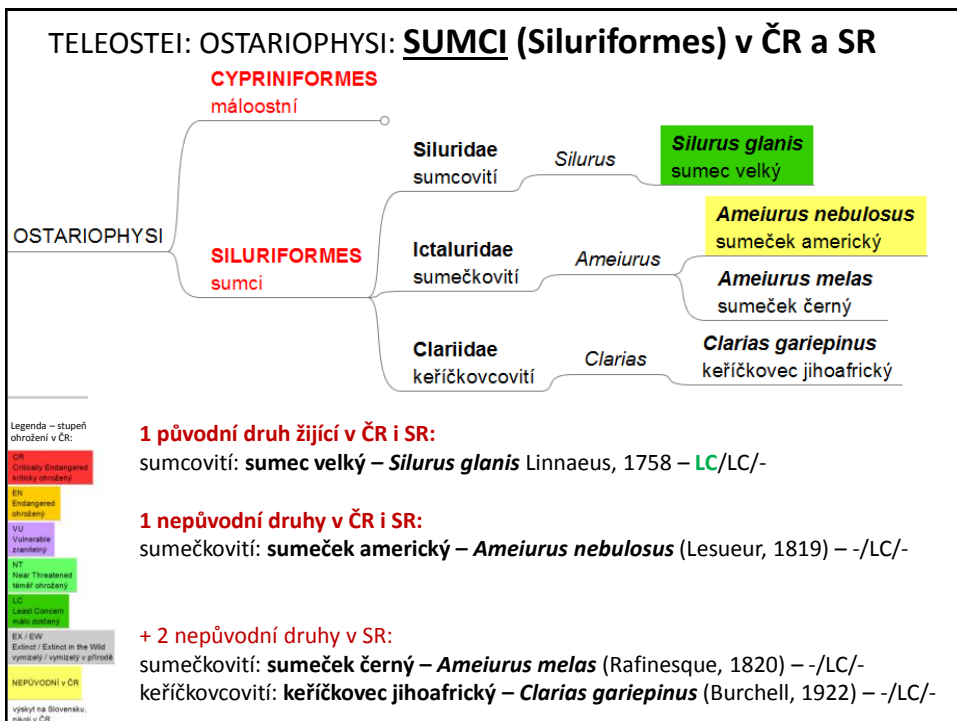 TELEOSTEI: OSTARIOPHYSI: SUMCI (Siluriformes) v ČR a SR
CYPRINIFORMES
máloostní
OSTARIOPHYSI
SILURIFORMES
sumci
Siluridae
sumcovití
Silurus
Silurus glanis
sumec velký
Ictaluridae
sumečkovití
Ameiurus
Ameiurus nebulosus
sumeček americký
Ameiurus melas
sumeček černý
Clariidae
keříčkovcovití
Clarias
Clarias gariepinus
keříčkovec jihoafrický
Legenda – stupeň
ohrožení v ČR:
CR
Critically Endangered
kriticky ohrožený
EN
Endangered
ohrožený
VU
Vulnerable
zranitelný
NT
Near Threatened
téměř ohrožený
LC
Least Concern
málo dotčený
EX / EW
Extinct / Extinct in the Wild
vymizelý / vymizelý v přírodě
NEPŮVODNÍ v ČR
výskyt na Slovensku,
nikoli v ČR
1 původní druh žijící v ČR i SR:
sumcovití: sumec velký – Silurus glanis Linnaeus, 1758 – LC/LC/-
1 nepůvodní druhy v ČR i SR:
sumečkovití: sumeček americký – Ameiurus nebulosus (Lesueur, 1819) – -/LC/-
+ 2 nepůvodní druhy v SR:
sumečkovití: sumeček černý – Ameiurus melas (Rafinesque, 1820) – -/LC/-
keříčkovcovití: keříčkovec jihoafrický – Clarias gariepinus (Burchell, 1922) – -/LC/-